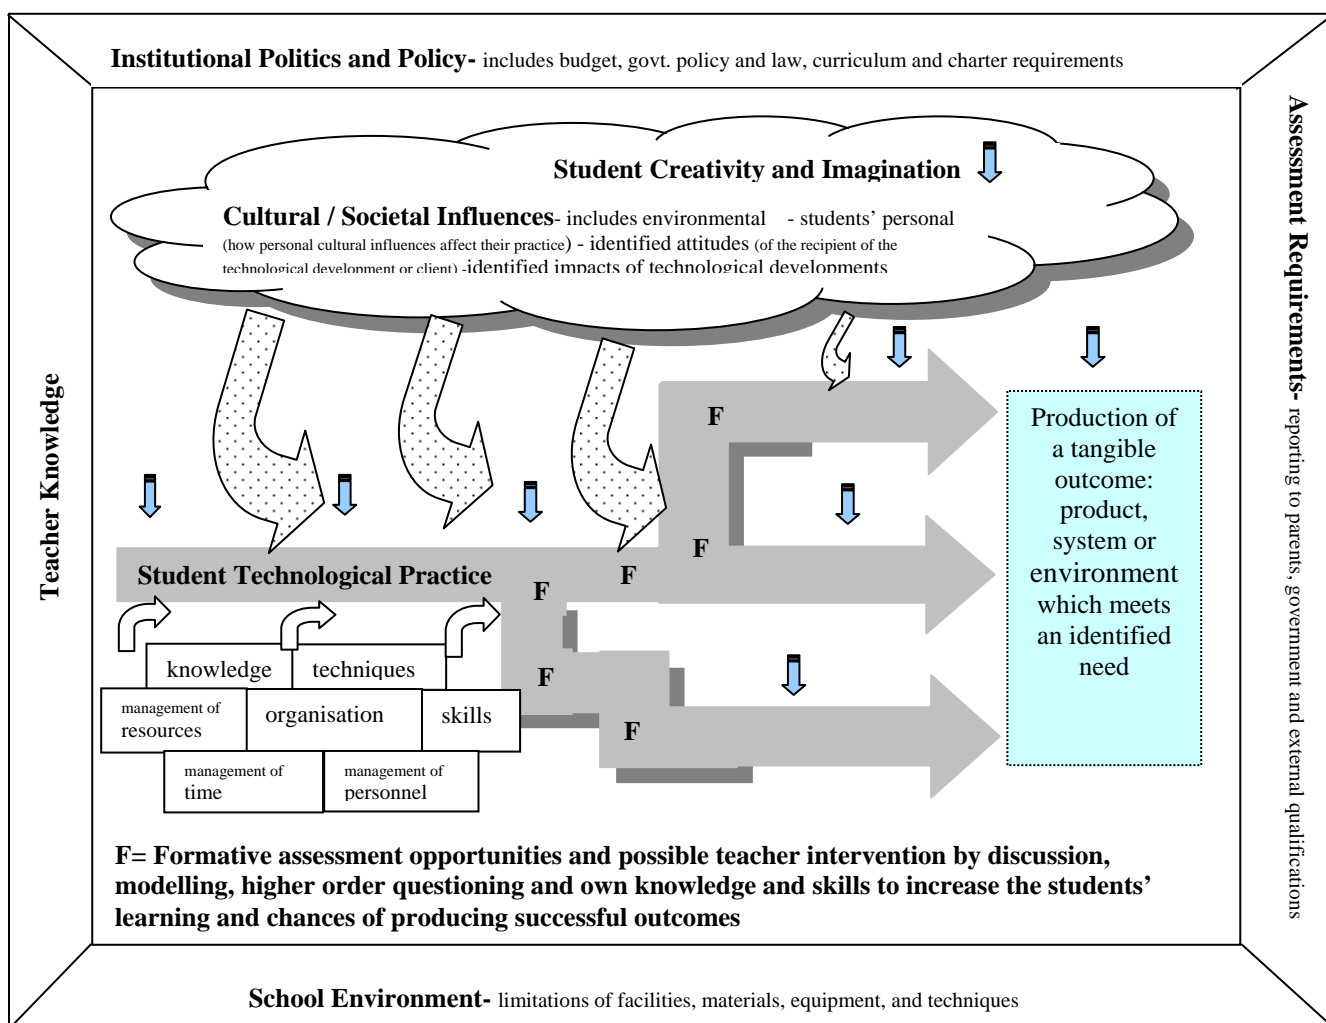 Institutional Politics and Policy- includes budget, govt. policy and law, curriculum and charter requirements
Student Creativity and Imagination
Cultural / Societal Influences- includes environmental - students’ personal
(how personal cultural influences affect their practice) - identified attitudes (of the recipient of the
technological development or client) -identified impacts of technological developments
Teacher Knowledge
Assessment Requirements- reporting to parents, government and external qualifications
F
F
F
Student Technological Practice
F
F
F
Production of
a tangible
outcome:
product,
system or
environment
which meets
an identified
need
knowledge
techniques
management of
resources
organisation
skills
management of
time
management of
personnel
F= Formative assessment opportunities and possible teacher intervention by discussion,
modelling, higher order questioning and own knowledge and skills to increase the students’
learning and chances of producing successful outcomes
School Environment- limitations of facilities, materials, equipment, and techniques